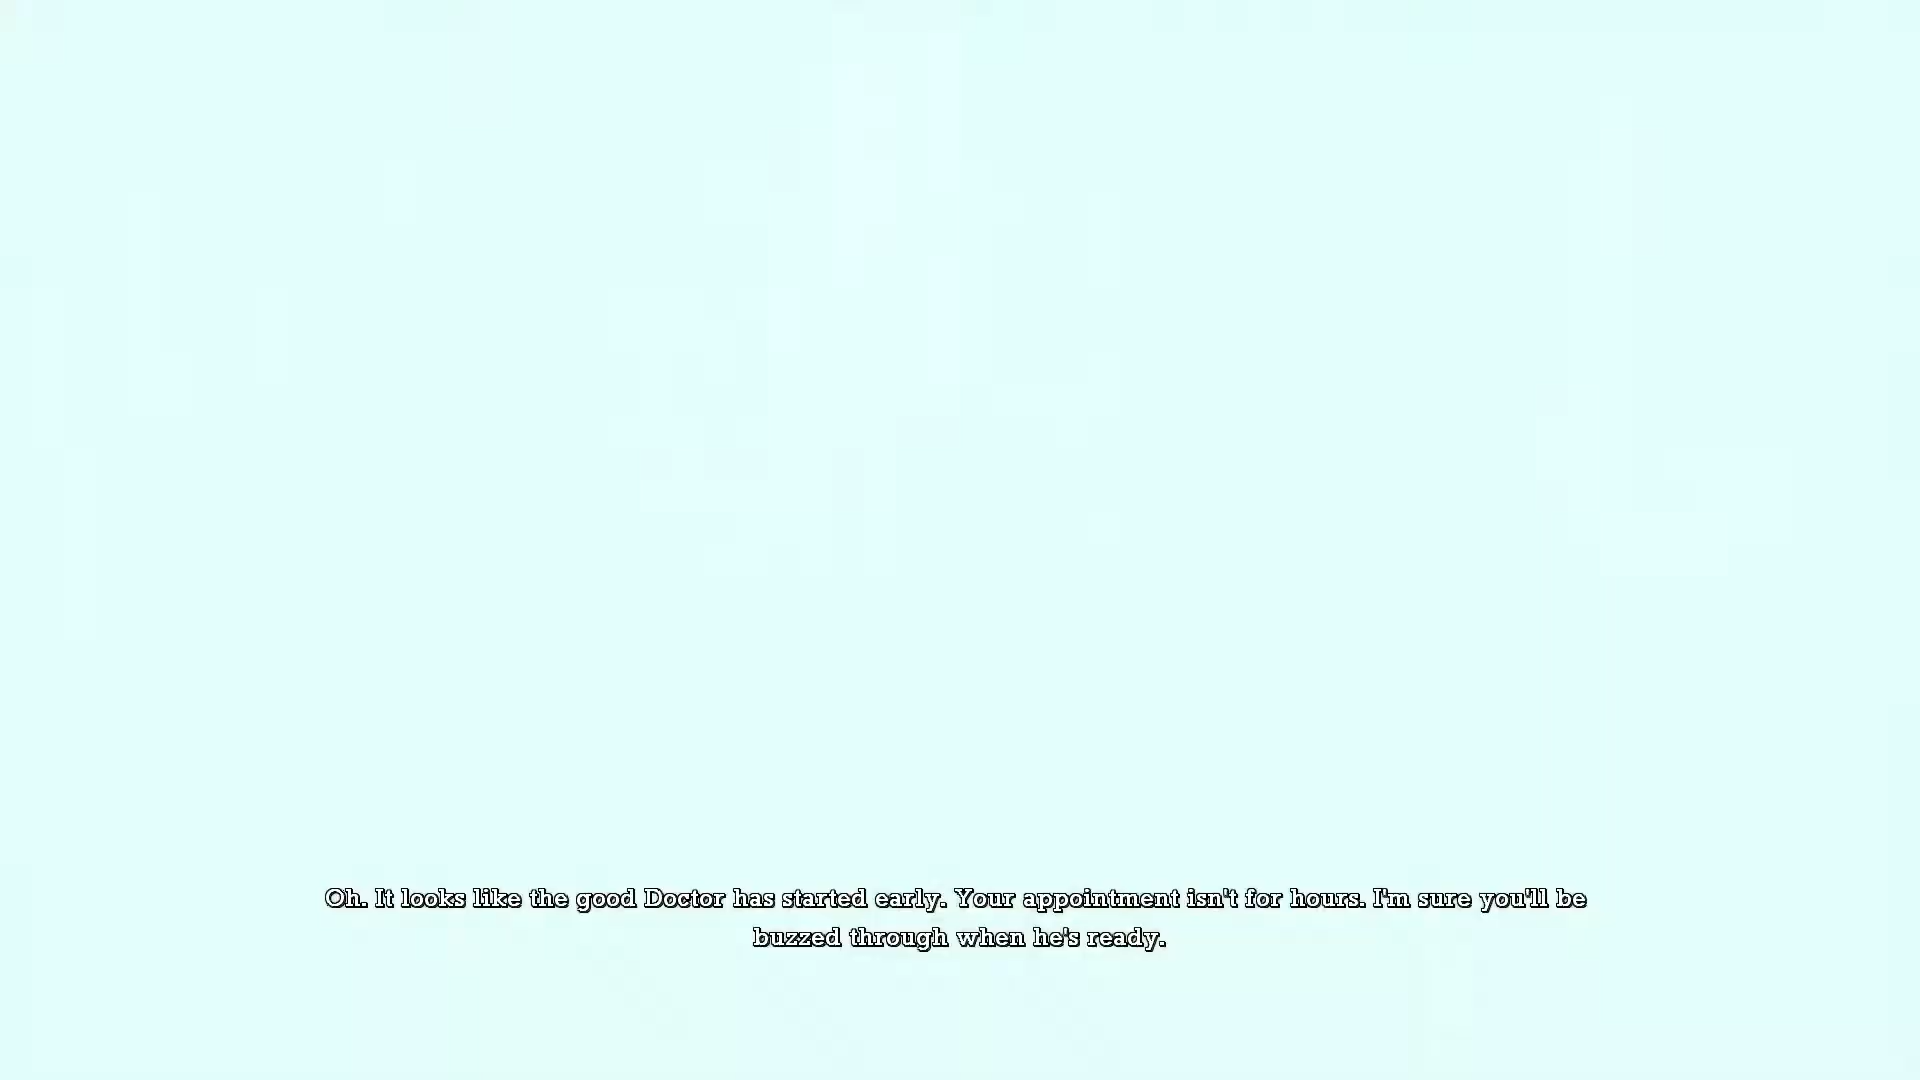 Oh. It looks like the good Doctor has started early. Your appointment isn't for hours. I'm sure you'll be
buzzed through when he's ready.